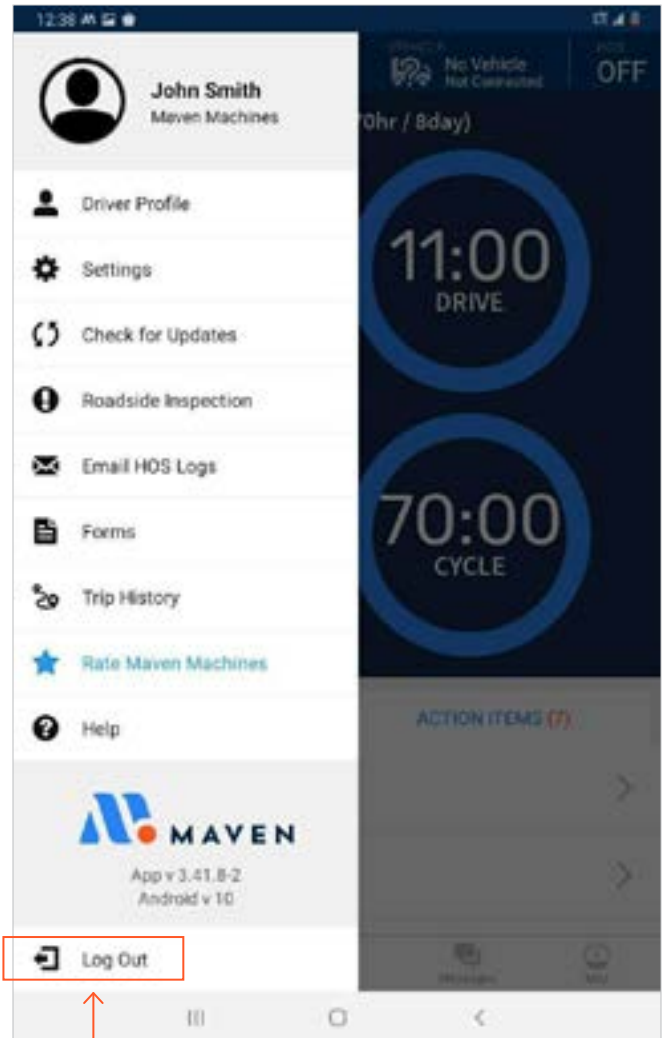 12:38
No Vehicle
Not Connected
OFF
John Smith
Maven Machines
70hr / 8day)
Driver Profile
Settings
Check for Updates
Roadside Inspection
Email HOS Logs
Forms
Trip History
Rate Maven Machines
Help
11:00
DRIVE
70:00
CYCLE
ACTION ITEMS (7)
MAVEN
App v 3.41.8-2
Android v 10
Log Out
Messages